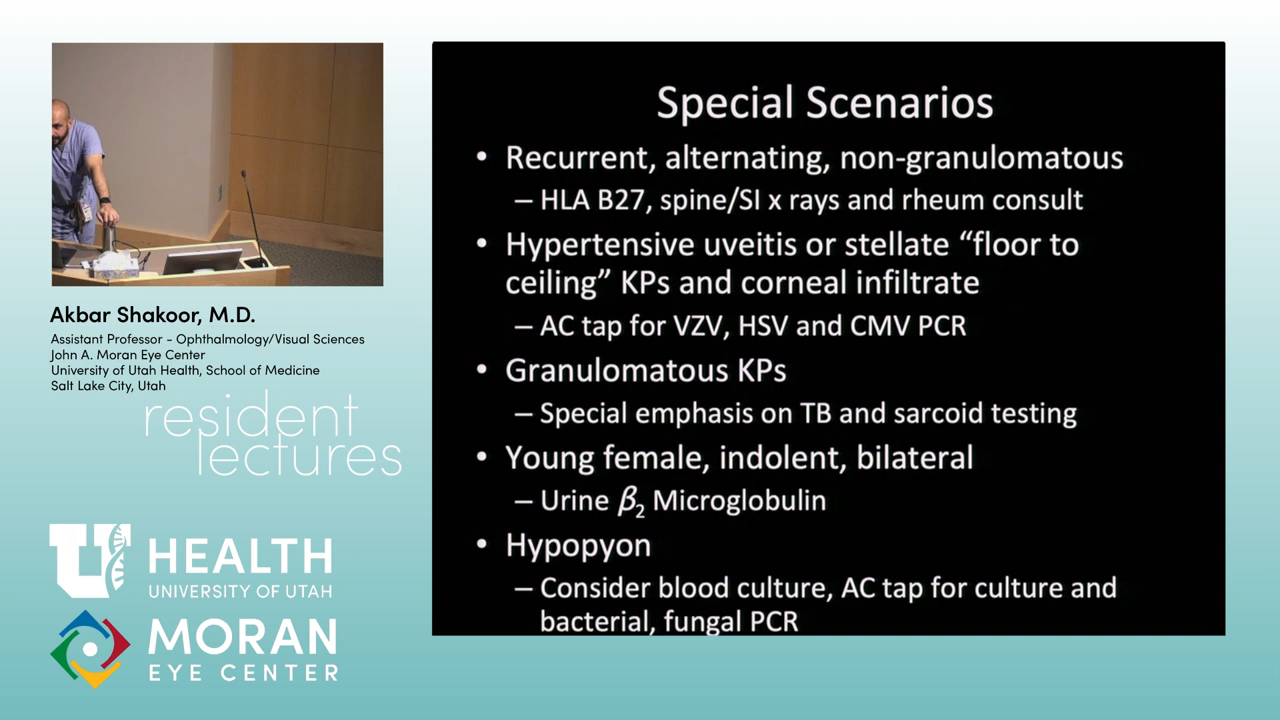 Akbar Shakoor, M.D.
Assistant Professor - Ophthalmology/Visual Sciences
John A. Moran Eye Center
University of Utah Health, School of Medicine
Salt Lake City, Utah
resident
lectures
U
HEALTH
UNIVERSITY OF UTAH
MORAN
EYE CENTER
Special Scenarios
• Recurrent, alternating, non-granulomatous
– HLA B27, spine/SI x rays and rheum consult
• Hypertensive uveitis or stellate “floor to
ceiling” KPs and corneal infiltrate
– AC tap for VZV, HSV and CMV PCR
• Granulomatous KPs
– Special emphasis on TB and sarcoid testing
• Young female, indolent, bilateral
– Urine β₂ Microglobulin
• Hypopyon
– Consider blood culture, AC tap for culture and
bacterial, fungal PCR